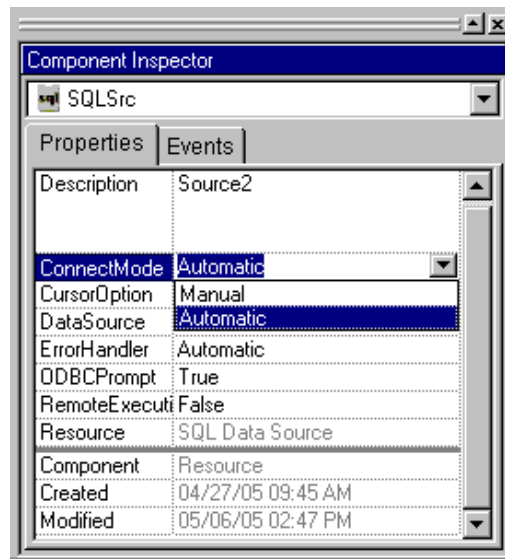 Component Inspector
sql SQLSrc
Properties Events
Description Source2
ConnectMode Automatic
CursorOption Manual
DataSource Automatic
ErrorHandler Automatic
ODBCPrompt True
RemoteExecuti False
Resource SQL Data Source
Component Resource
Created 04/27/05 09:45 AM
Modified 05/06/05 02:47 PM